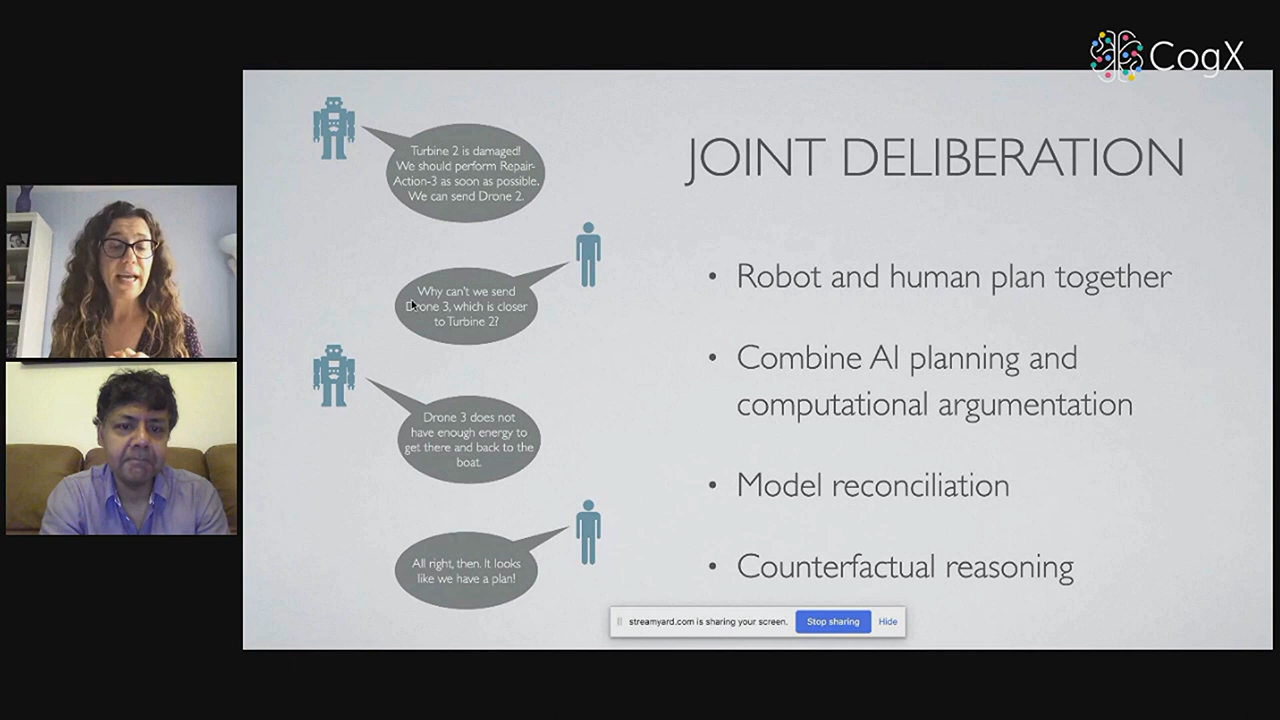 CogX
Turbine 2 is damaged!
We should perform Repair-
Action-3 as soon as possible.
We can send Drone 2.
Why can't we send
Drone 3, which is closer
to Turbine 2?
Drone 3 does not
have enough energy to
get there and back to the
boat.
All right, then. It looks
like we have a plan!
JOINT DELIBERATION
• Robot and human plan together
• Combine AI planning and
computational argumentation
• Model reconciliation
• Counterfactual reasoning
streamyard.com is sharing your screen. Stop sharing Hide